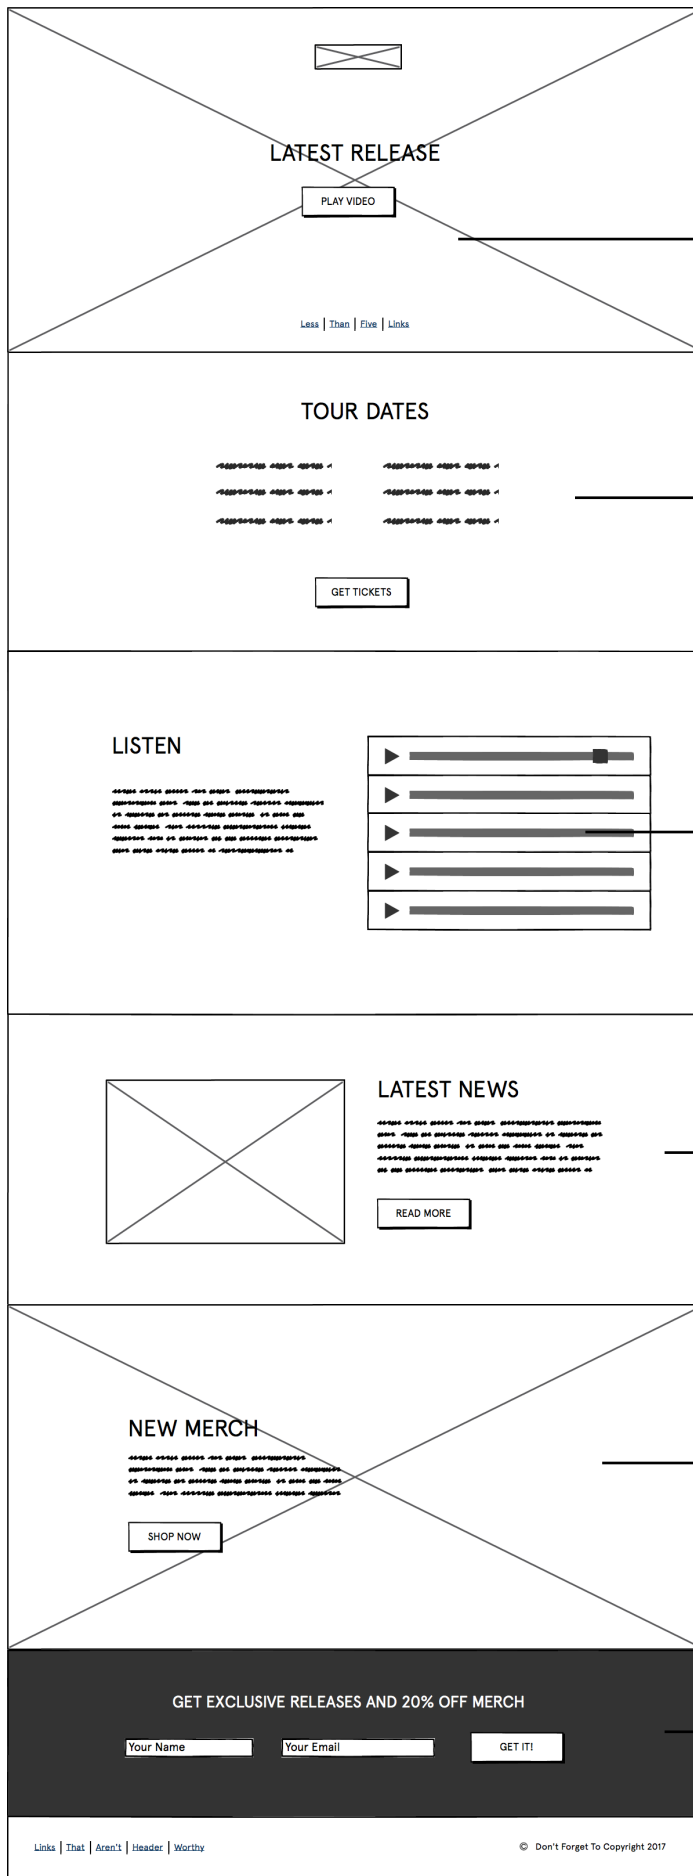 LATEST RELEASE
PLAY VIDEO
Less | Than | Five | Links
TOUR DATES
GET TICKETS
LISTEN
LATEST NEWS
READ MORE
NEW MERCH
SHOP NOW
GET EXCLUSIVE RELEASES AND 20% OFF MERCH
Your Name Your Email GET IT!
Links | That | Aren't | Header | Worthy © Don't Forget To Copyright 2017